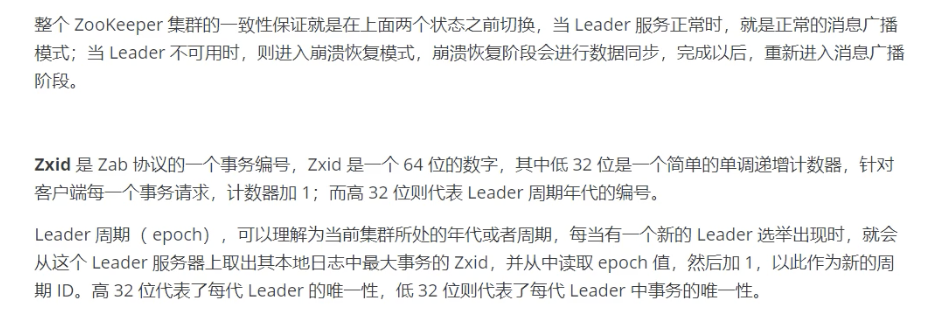 整个 ZooKeeper 集群的一致性保证就是在上面两个状态之前切换，当 Leader 服务正常时，就是正常的消息广播
模式；当 Leader 不可用时，则进入崩溃恢复模式，崩溃恢复阶段会进行数据同步，完成以后，重新进入消息广播
阶段。
Zxid 是 Zab 协议的一个事务编号，Zxid 是一个 64 位的数字，其中低 32 位是一个简单的单调递增计数器，针对
客户端每一个事务请求，计数器加 1；而高 32 位则代表 Leader 周期年代的编号。
Leader 周期（ epoch），可以理解为当前集群所处的年代或者周期，每当有一个新的 Leader 选举出现时，就会
从这个 Leader 服务器上取出其本地日志中最大事务的 Zxid，并从中读取 epoch 值，然后加 1，以此作为新的周
期 ID。高 32 位代表了每代 Leader 的唯一性，低 32 位则代表了每代 Leader 中事务的唯一性。